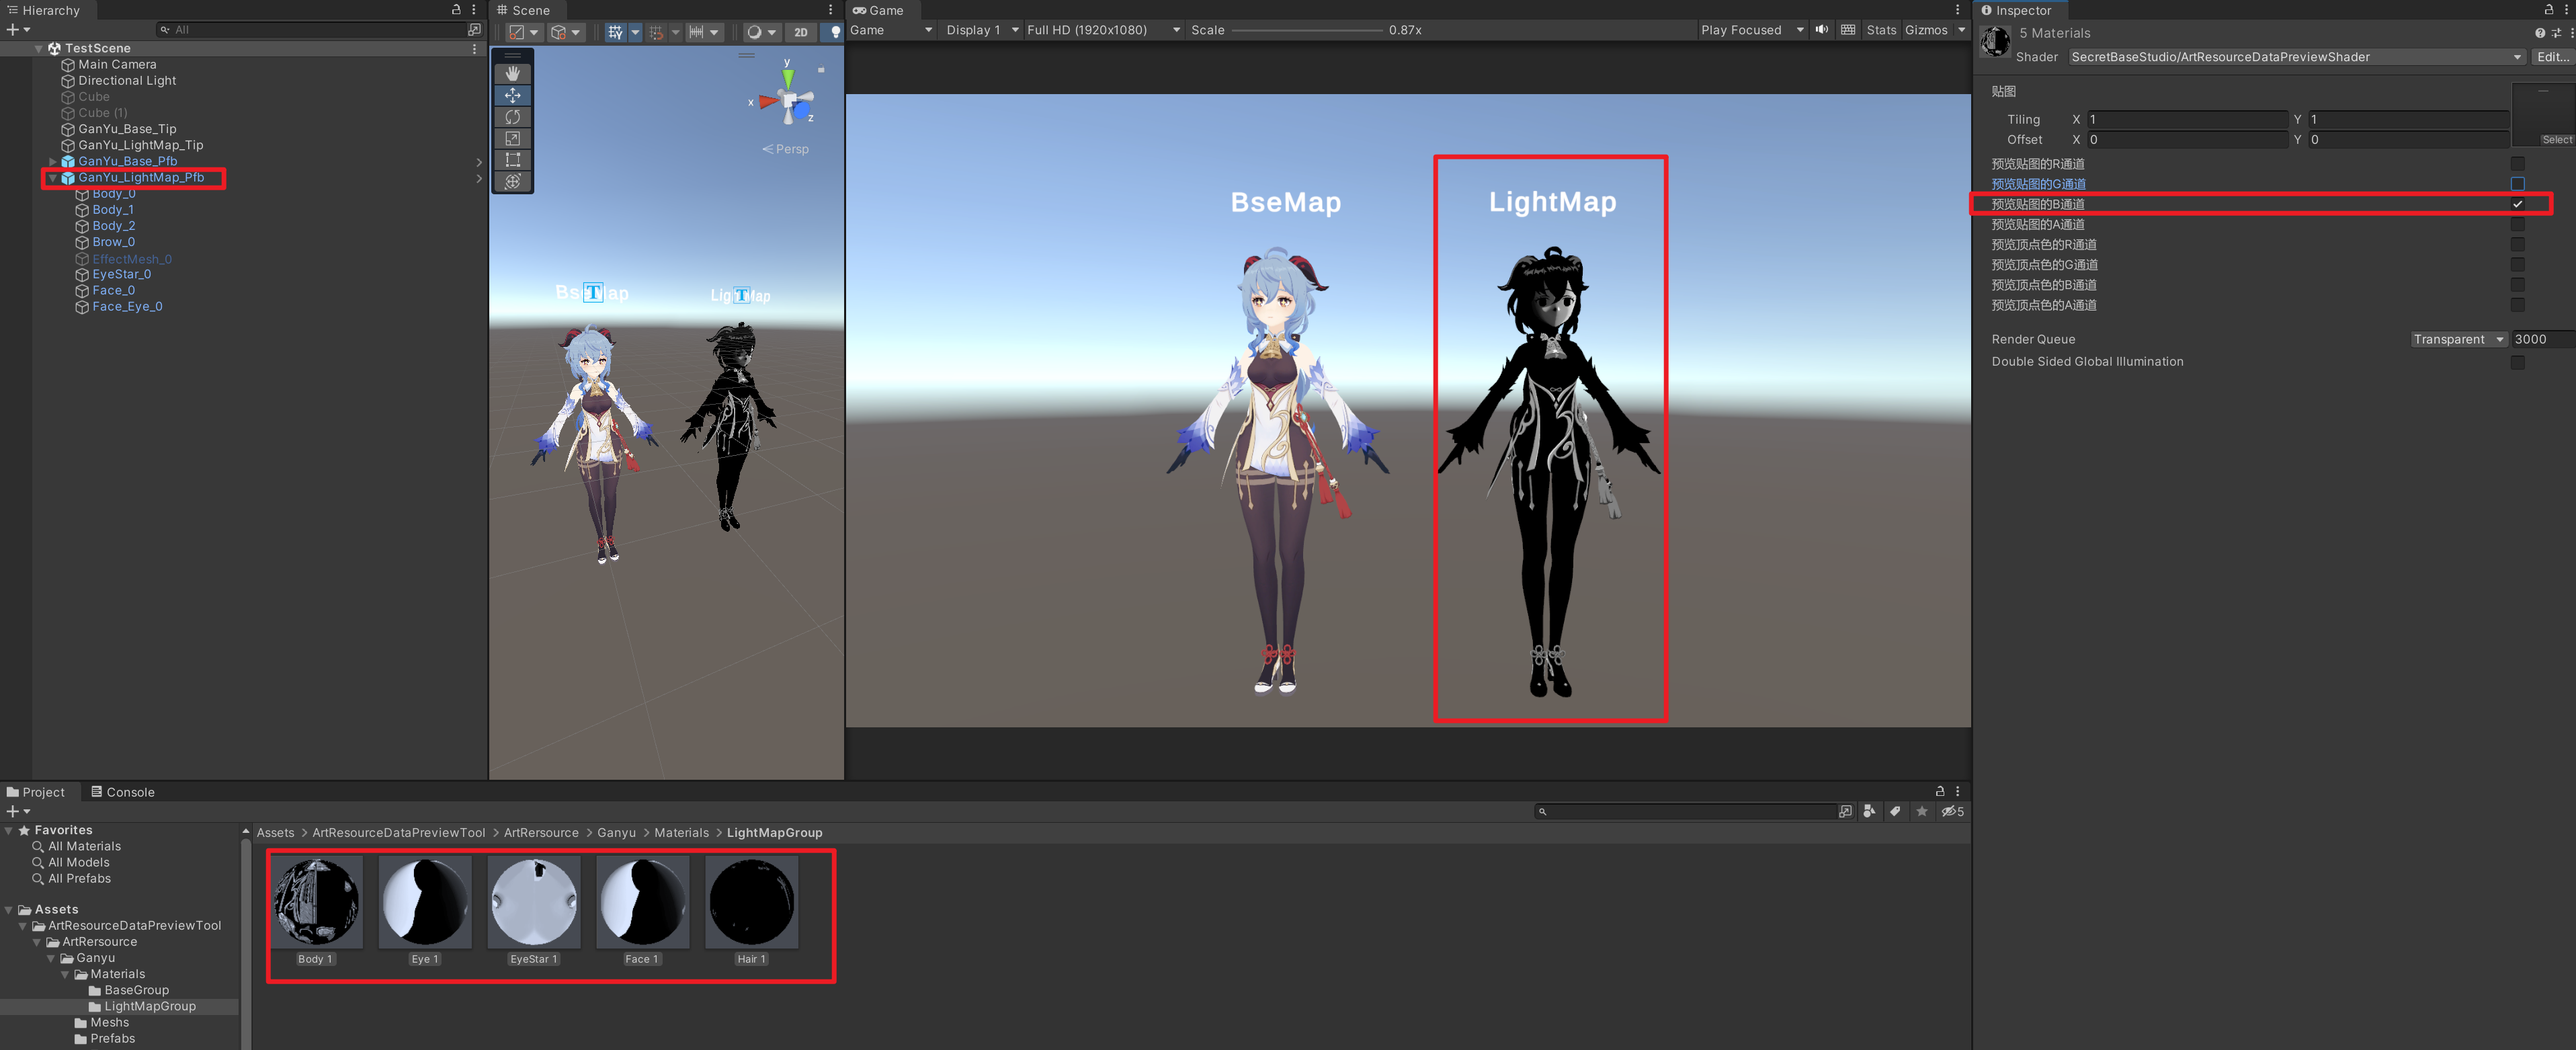 Hierarchy
All
TestScene
Main Camera
Directional Light
Cube
Cube (1)
GanYu_Base_Tip
GanYu_LightMap_Tip
GanYu_Base_Pfb
GanYu_LightMap_Pfb
Body_0
Body_1
Body_2
Brow_0
EffectMesh_0
EyeStar_0
Face_0
Face_Eye_0
Scene
2D
y
x
z
Persp
Game
Game
Display 1
Full HD (1920x1080)
Scale
0.87x
Play Focused
Stats
Gizmos
BseMap
LightMap
Inspector
5 Materials
Shader
SecretBaseStudio/ArtResourceDataPreviewShader
Edit...
贴图
Tiling X 1 Y 1
Offset X 0 Y 0
Select
预览贴图的R通道
预览贴图的G通道
预览贴图的B通道
预览贴图的A通道
预览顶点色的R通道
预览顶点色的G通道
预览顶点色的B通道
预览顶点色的A通道
Render Queue Transparent 3000
Double Sided Global Illumination
Project
Console
5
Favorites
All Materials
All Models
All Prefabs
Assets
ArtResourceDataPreviewTool
ArtRersource
Ganyu
Materials
BaseGroup
LightMapGroup
Meshs
Prefabs
Assets > ArtResourceDataPreviewTool > ArtRersource > Ganyu > Materials > LightMapGroup
Body 1
Eye 1
EyeStar 1
Face 1
Hair 1